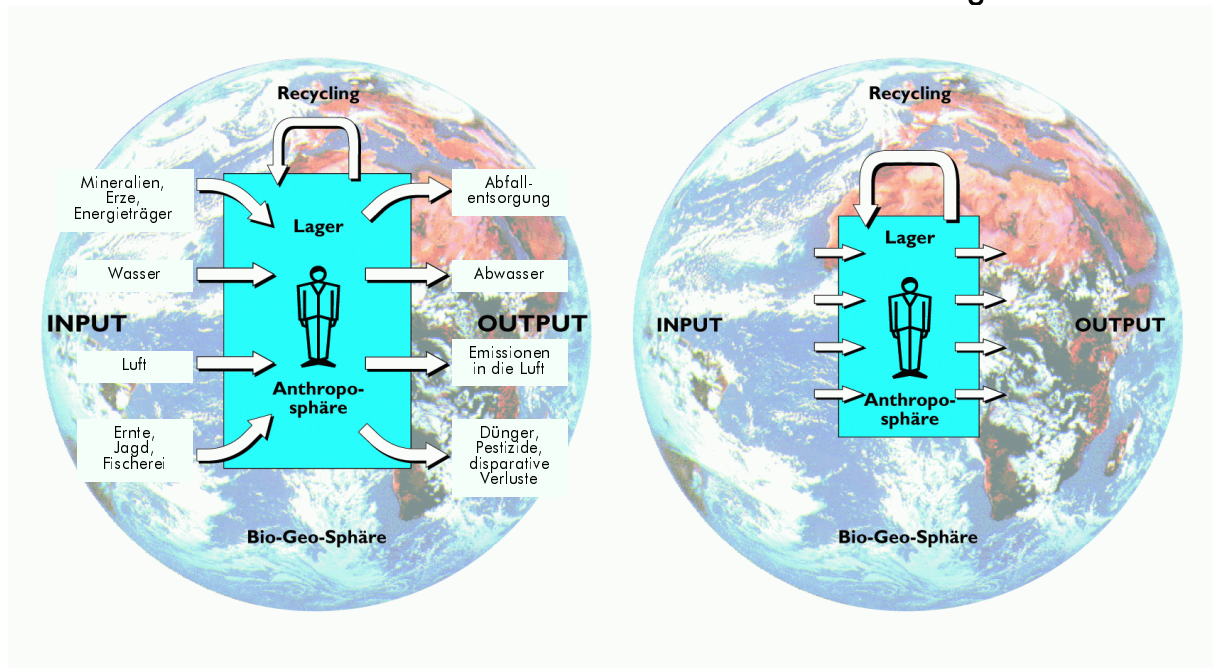 Recycling
Mineralien,
Erze,
Energieträger
Abfall-
entsorgung
Lager
Wasser
Abwasser
INPUT
OUTPUT
Luft
Emissionen
in die Luft
Anthropo-
sphäre
Ernte,
Jagd,
Fischerei
Dünger,
Pestizide,
disparative
Verluste
Bio-Geo-Sphäre
Recycling
Lager
INPUT
OUTPUT
Anthropo-
sphäre
Bio-Geo-Sphäre